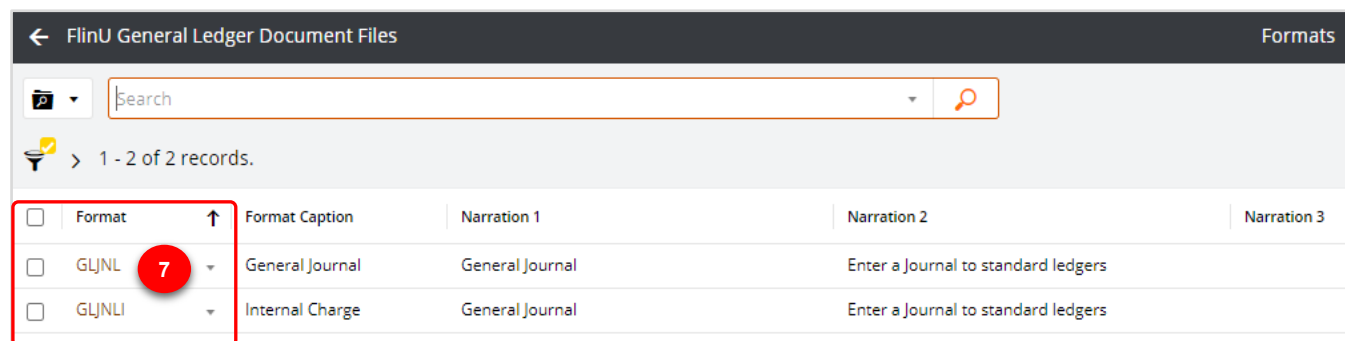 FlinU General Ledger Document Files Formats
Search
1 - 2 of 2 records.
Format Format Caption Narration 1 Narration 2 Narration 3
GLJNL 7 General Journal General Journal Enter a Journal to standard ledgers
GLJNLI Internal Charge General Journal Enter a Journal to standard ledgers